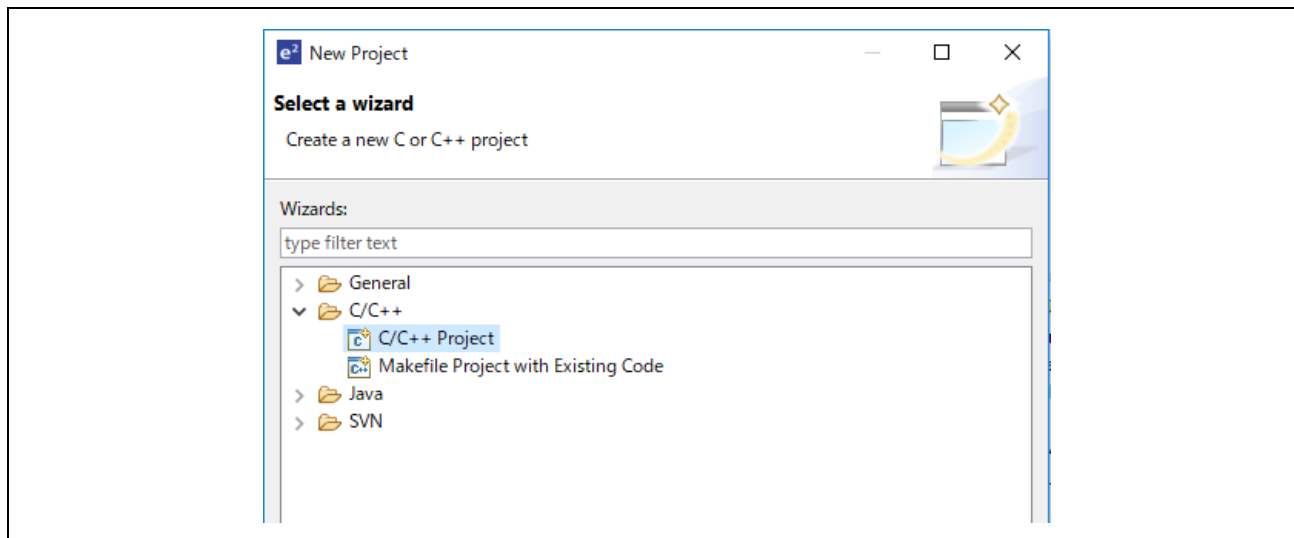 e² New Project
Select a wizard
Create a new C or C++ project
Wizards:
type filter text
General
C/C++
C/C++ Project
Makefile Project with Existing Code
Java
SVN